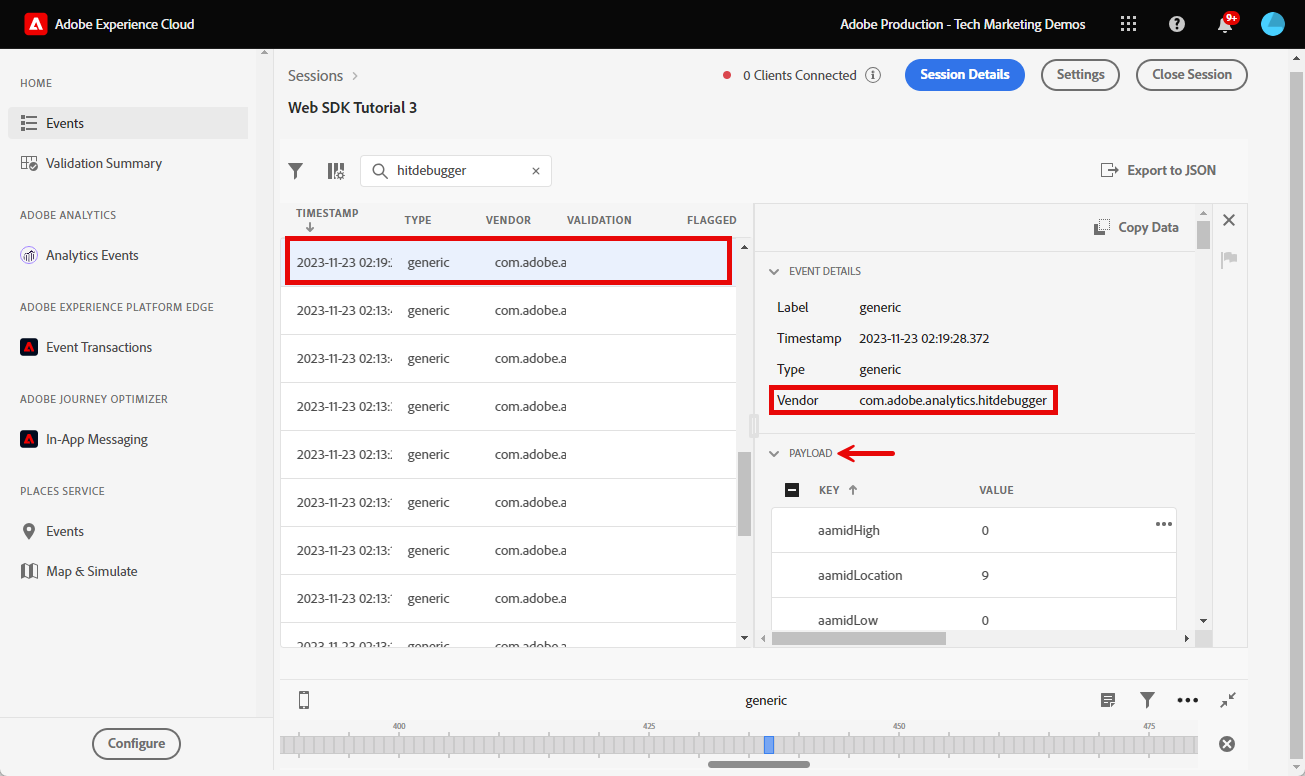 Adobe Experience Cloud
Adobe Production - Tech Marketing Demos
9+
HOME
Events
Validation Summary
ADOBE ANALYTICS
Analytics Events
ADOBE EXPERIENCE PLATFORM EDGE
Event Transactions
ADOBE JOURNEY OPTIMIZER
In-App Messaging
PLACES SERVICE
Events
Map & Simulate
Configure
Sessions
0 Clients Connected
Session Details
Settings
Close Session
Web SDK Tutorial 3
hitdebugger
Export to JSON
TIMESTAMP TYPE VENDOR VALIDATION FLAGGED
2023-11-23 02:19: generic com.adobe.a
2023-11-23 02:13: generic com.adobe.a
2023-11-23 02:13: generic com.adobe.a
2023-11-23 02:13: generic com.adobe.a
2023-11-23 02:13: generic com.adobe.a
2023-11-23 02:13: generic com.adobe.a
2023-11-23 02:13: generic com.adobe.a
2023-11-23 02:13: generic com.adobe.a
2023-11-23 02:13: generic com.adobe.a
Copy Data
EVENT DETAILS
Label generic
Timestamp 2023-11-23 02:19:28.372
Type generic
Vendor com.adobe.analytics.hitdebugger
PAYLOAD
KEY VALUE
aamidHigh 0
aamidLocation 9
aamidLow 0
generic
400 425 450 475